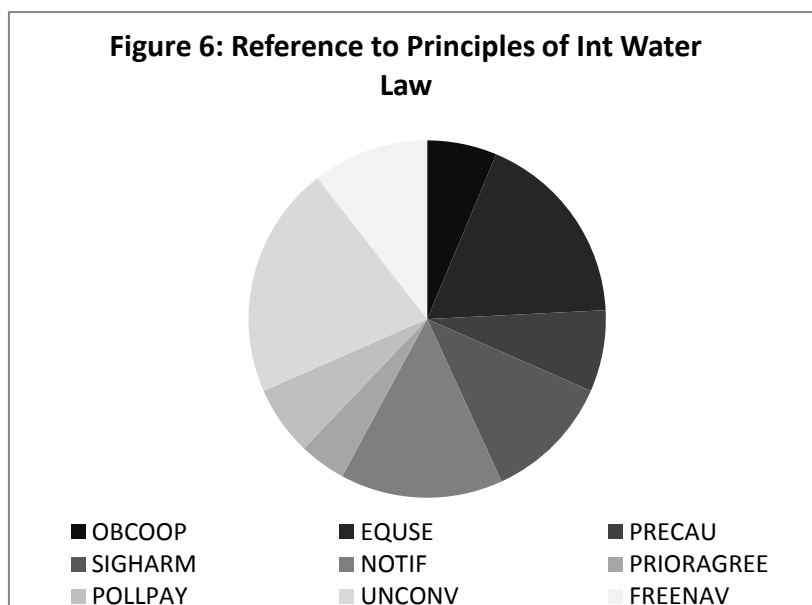 Figure 6: Reference to Principles of Int Water
Law
OBCOOP EQUSE PRECAU
SIGHARM NOTIF PRIORAGREE
POLLPAY UNCONV FREENAV